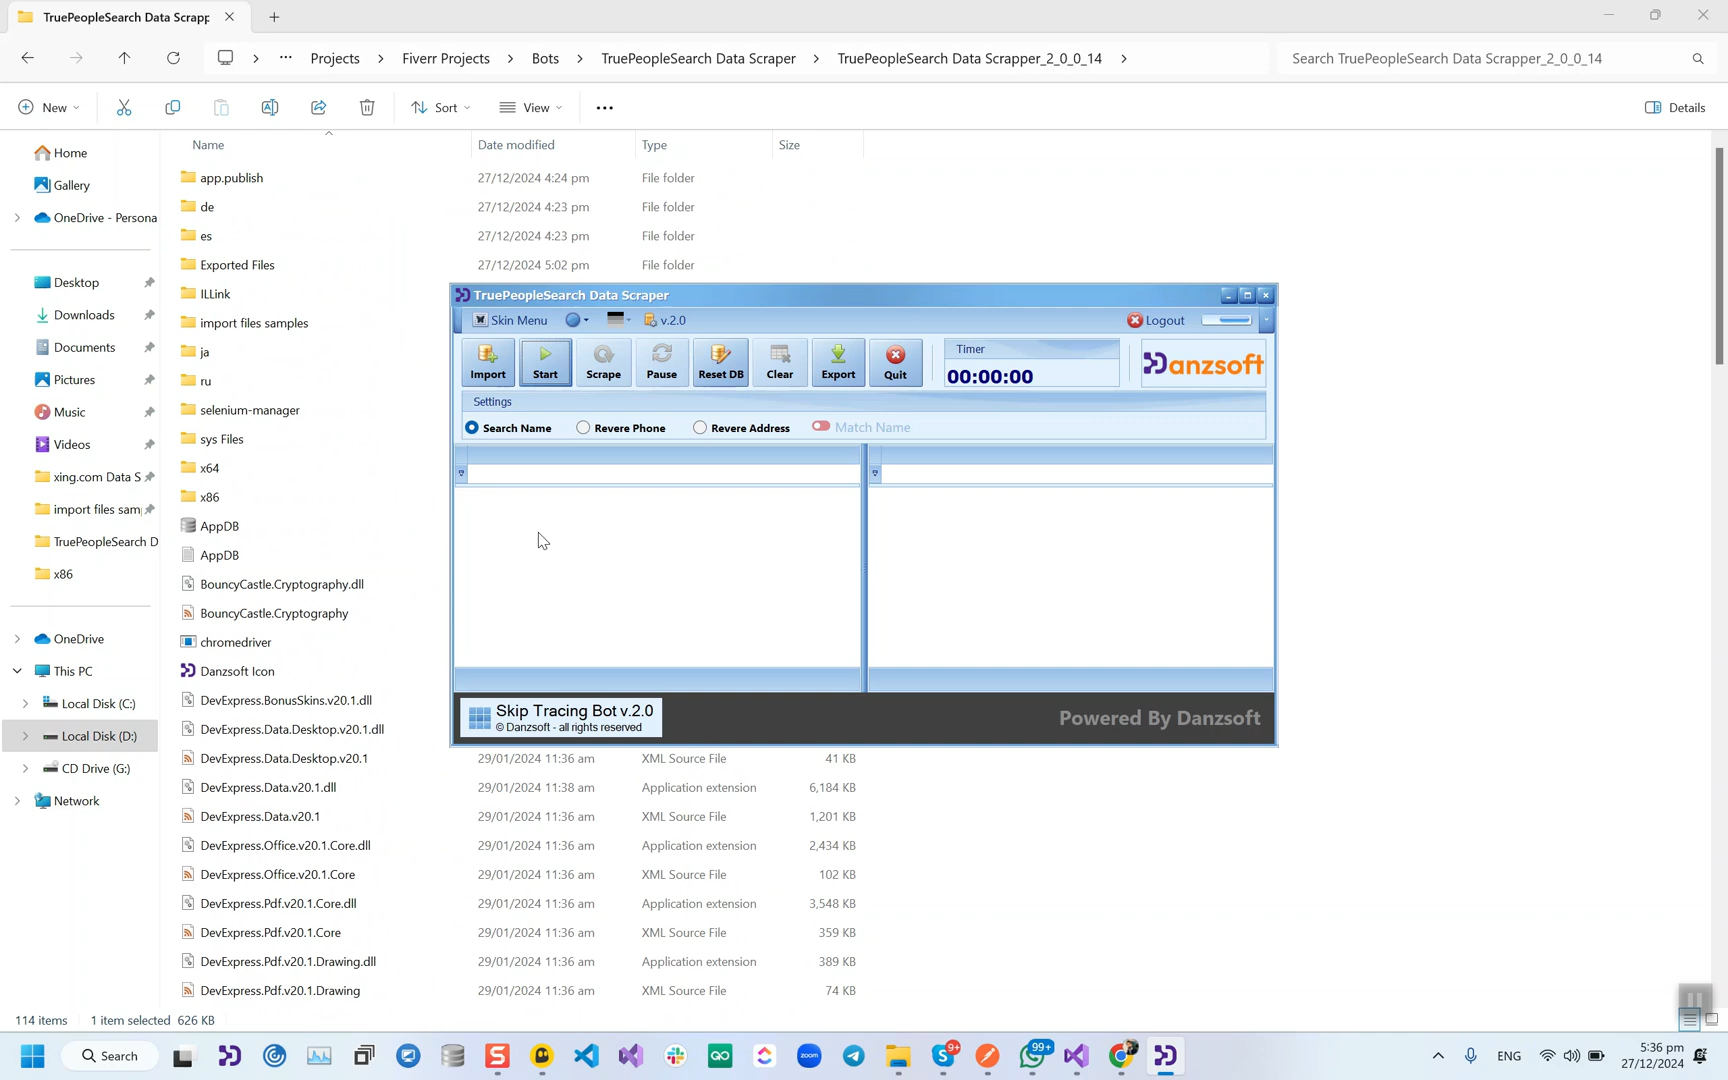 TruePeopleSearch Data Scrapp
Projects > Fiverr Projects > Bots > TruePeopleSearch Data Scraper > TruePeopleSearch Data Scrapper_2_0_0_14 >
Search TruePeopleSearch Data Scrapper_2_0_0_14
New
Sort
View
Details
Name Date modified Type Size
Home
Gallery
OneDrive - Persona
Desktop
Downloads
Documents
Pictures
Music
Videos
xing.com Data S
import files sam
TruePeopleSearch D
x86
OneDrive
This PC
Local Disk (C:)
Local Disk (D:)
CD Drive (G:)
Network
app.publish 27/12/2024 4:24 pm File folder
de 27/12/2024 4:23 pm File folder
es 27/12/2024 4:23 pm File folder
Exported Files 27/12/2024 5:02 pm File folder
ILLink
import files samples
ja
ru
selenium-manager
sys Files
x64
x86
AppDB
AppDB
BouncyCastle.Cryptography.dll
BouncyCastle.Cryptography
chromedriver
Danzsoft Icon
DevExpress.BonusSkins.v20.1.dll
DevExpress.Data.Desktop.v20.1.dll
DevExpress.Data.Desktop.v20.1 29/01/2024 11:36 am XML Source File 41 KB
DevExpress.Data.v20.1.dll 29/01/2024 11:38 am Application extension 6,184 KB
DevExpress.Data.v20.1 29/01/2024 11:36 am XML Source File 1,201 KB
DevExpress.Office.v20.1.Core.dll 29/01/2024 11:36 am Application extension 2,434 KB
DevExpress.Office.v20.1.Core 29/01/2024 11:36 am XML Source File 102 KB
DevExpress.Pdf.v20.1.Core.dll 29/01/2024 11:36 am Application extension 3,548 KB
DevExpress.Pdf.v20.1.Core 29/01/2024 11:36 am XML Source File 359 KB
DevExpress.Pdf.v20.1.Drawing.dll 29/01/2024 11:36 am Application extension 389 KB
DevExpress.Pdf.v20.1.Drawing 29/01/2024 11:36 am XML Source File 74 KB
TruePeopleSearch Data Scraper
Skin Menu v.2.0 Logout
Import Start Scrape Pause Reset DB Clear Export Quit
Timer
00:00:00
Danzsoft
Settings
Search Name Revere Phone Revere Address Match Name
Skip Tracing Bot v.2.0
© Danzsoft - all rights reserved
Powered By Danzsoft
114 items 1 item selected 626 KB
Search
9+
99+
ENG
5:36 pm
27/12/2024